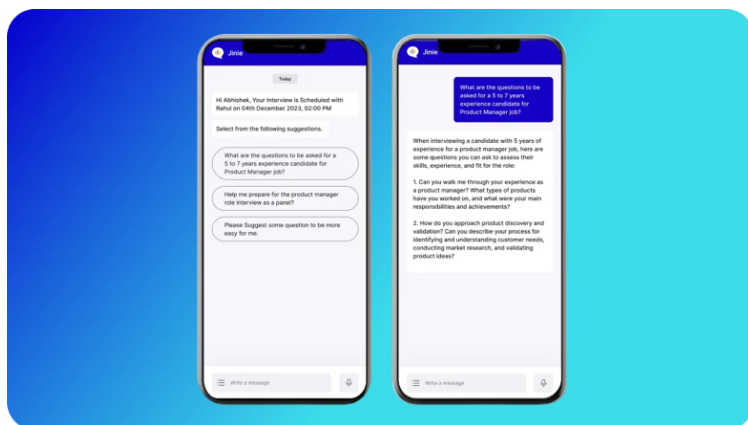 Jinie
Today
Hi Abhishek, Your Interview is Scheduled with
Rahul on 04th December 2023, 02:00 PM
Select from the following suggestions.
What are the questions to be asked for a
5 to 7 years experience candidate for
Product Manager job?
Help me prepare for the product manager
role interview as a panel?
Please Suggest some question to be more
easy for me.
Write a message
Jinie
What are the questions to be
asked for a 5 to 7 years
experience candidate for
Product Manager job?
When interviewing a candidate with 5 years of
experience for a product manager job, here are
some questions you can ask to assess their
skills, experience, and fit for the role:
1. Can you walk me through your experience as
a product manager? What types of products
have you worked on, and what were your main
responsibilities and achievements?
2. How do you approach product discovery and
validation? Can you describe your process for
identifying and understanding customer needs,
conducting market research, and validating
product ideas?
Write a message